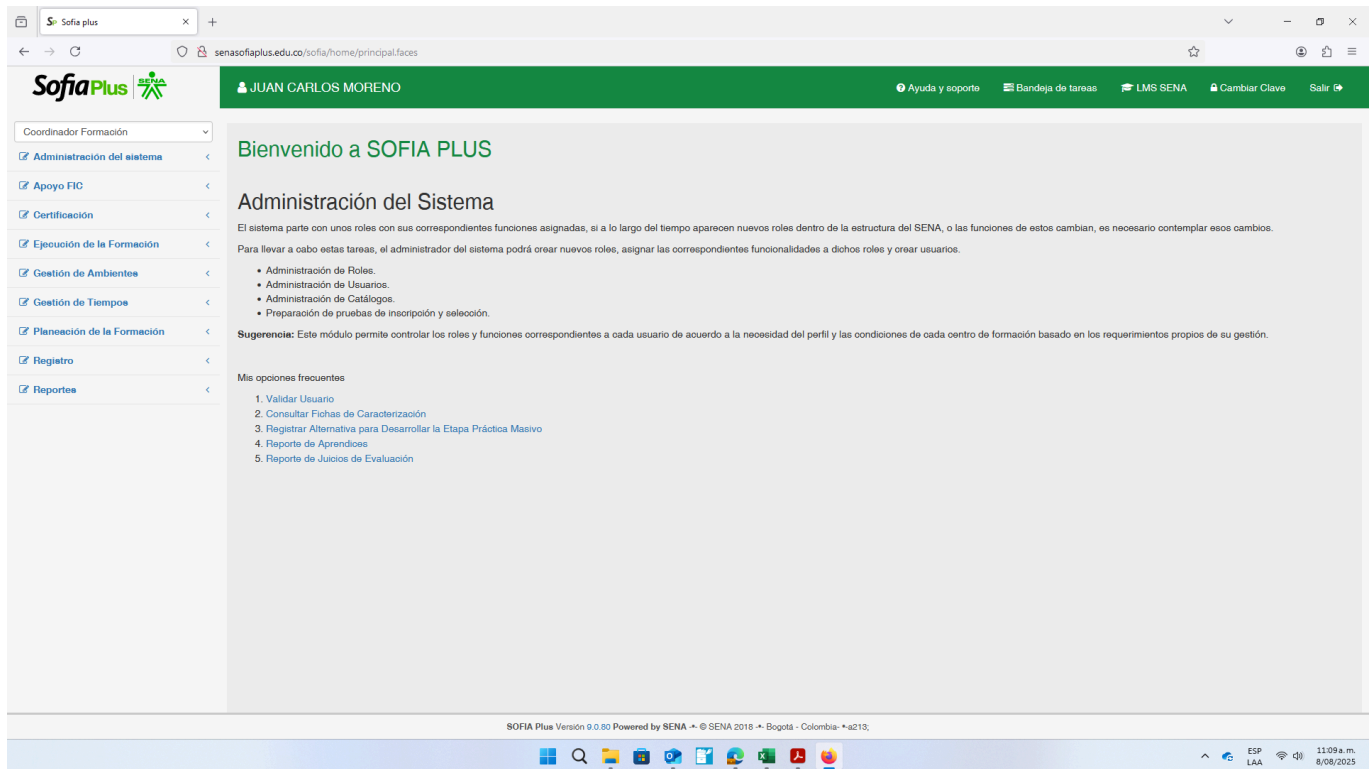 Sofia plus
senasofiaplus.edu.co/sofia/home/principal.faces
Sofia Plus SENA
JUAN CARLOS MORENO
Ayuda y soporte
Bandeja de tareas
LMS SENA
Cambiar Clave
Salir
Coordinador Formación
Administración del sistema
Apoyo FIC
Certificación
Ejecución de la Formación
Gestión de Ambientes
Gestión de Tiempos
Planeación de la Formación
Registro
Reportes
Bienvenido a SOFIA PLUS
Administración del Sistema
El sistema parte con unos roles con sus correspondientes funciones asignadas, si a lo largo del tiempo aparecen nuevos roles dentro de la estructura del SENA, o las funciones de estos cambian, es necesario contemplar esos cambios.
Para llevar a cabo estas tareas, el administrador del sistema podrá crear nuevos roles, asignar las correspondientes funcionalidades a dichos roles y crear usuarios.
• Administración de Roles.
• Administración de Usuarios.
• Administración de Catálogos.
• Preparación de pruebas de inscripción y selección.
Sugerencia: Este módulo permite controlar los roles y funciones correspondientes a cada usuario de acuerdo a la necesidad del perfil y las condiciones de cada centro de formación basado en los requerimientos propios de su gestión.
Mis opciones frecuentes
1. Validar Usuario
2. Consultar Fichas de Caracterización
3. Registrar Alternativa para Desarrollar la Etapa Práctica Masivo
4. Reporte de Aprendices
5. Reporte de Juicios de Evaluación
SOFIA Plus Versión 9.0.80 Powered by SENA -*- © SENA 2018 -*- Bogotá - Colombia- *-a213;
ESP
LAA
11:09 a. m.
8/08/2025